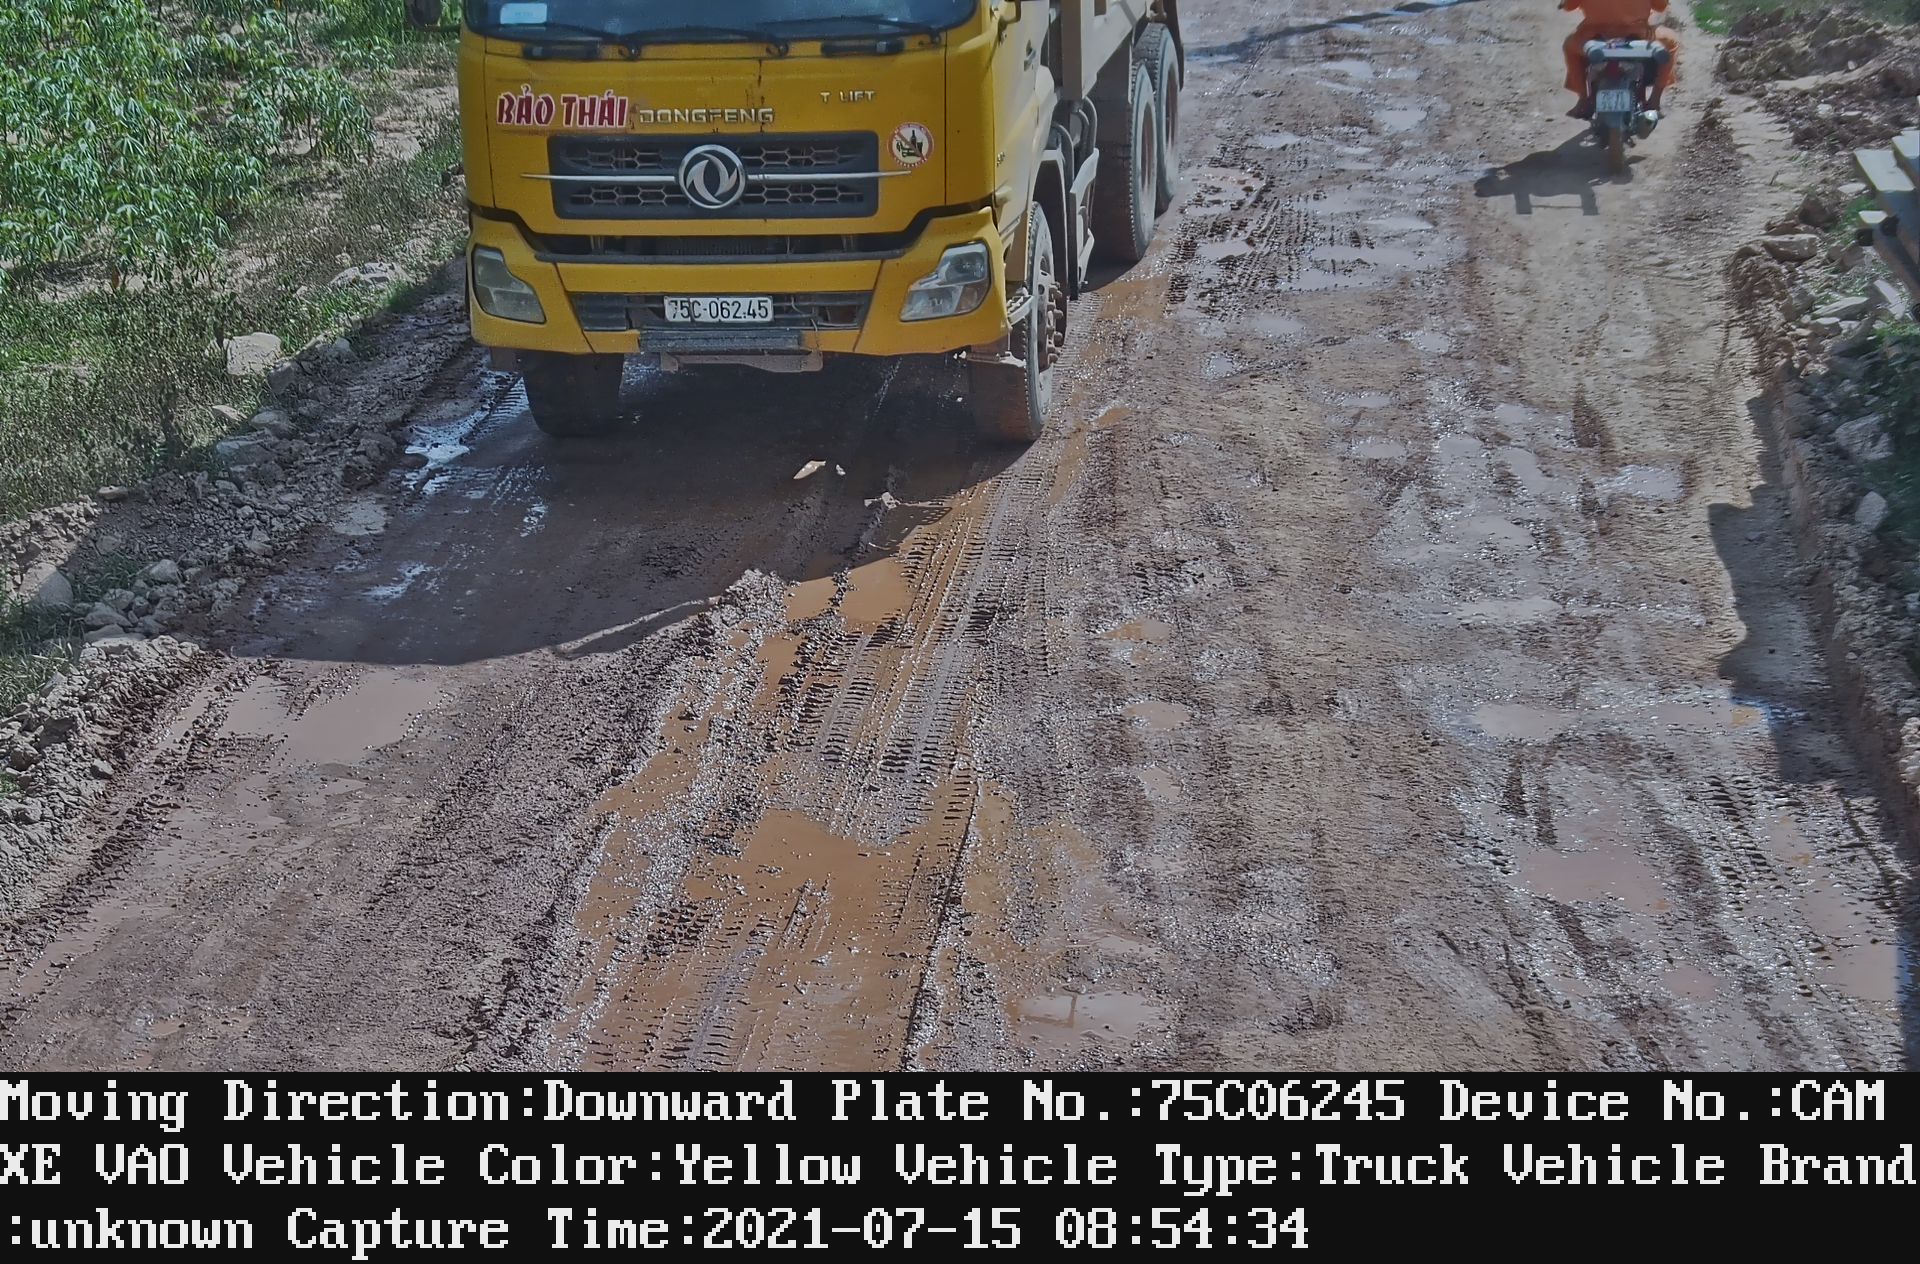 BẢO THÁI DONGFENG T LIFT
75C-062.45
Moving Direction:Downward Plate No.:75C06245 Device No.:CAM
XE VAO Vehicle Color:Yellow Vehicle Type:Truck Vehicle Brand
:unknown Capture Time:2021-07-15 08:54:34